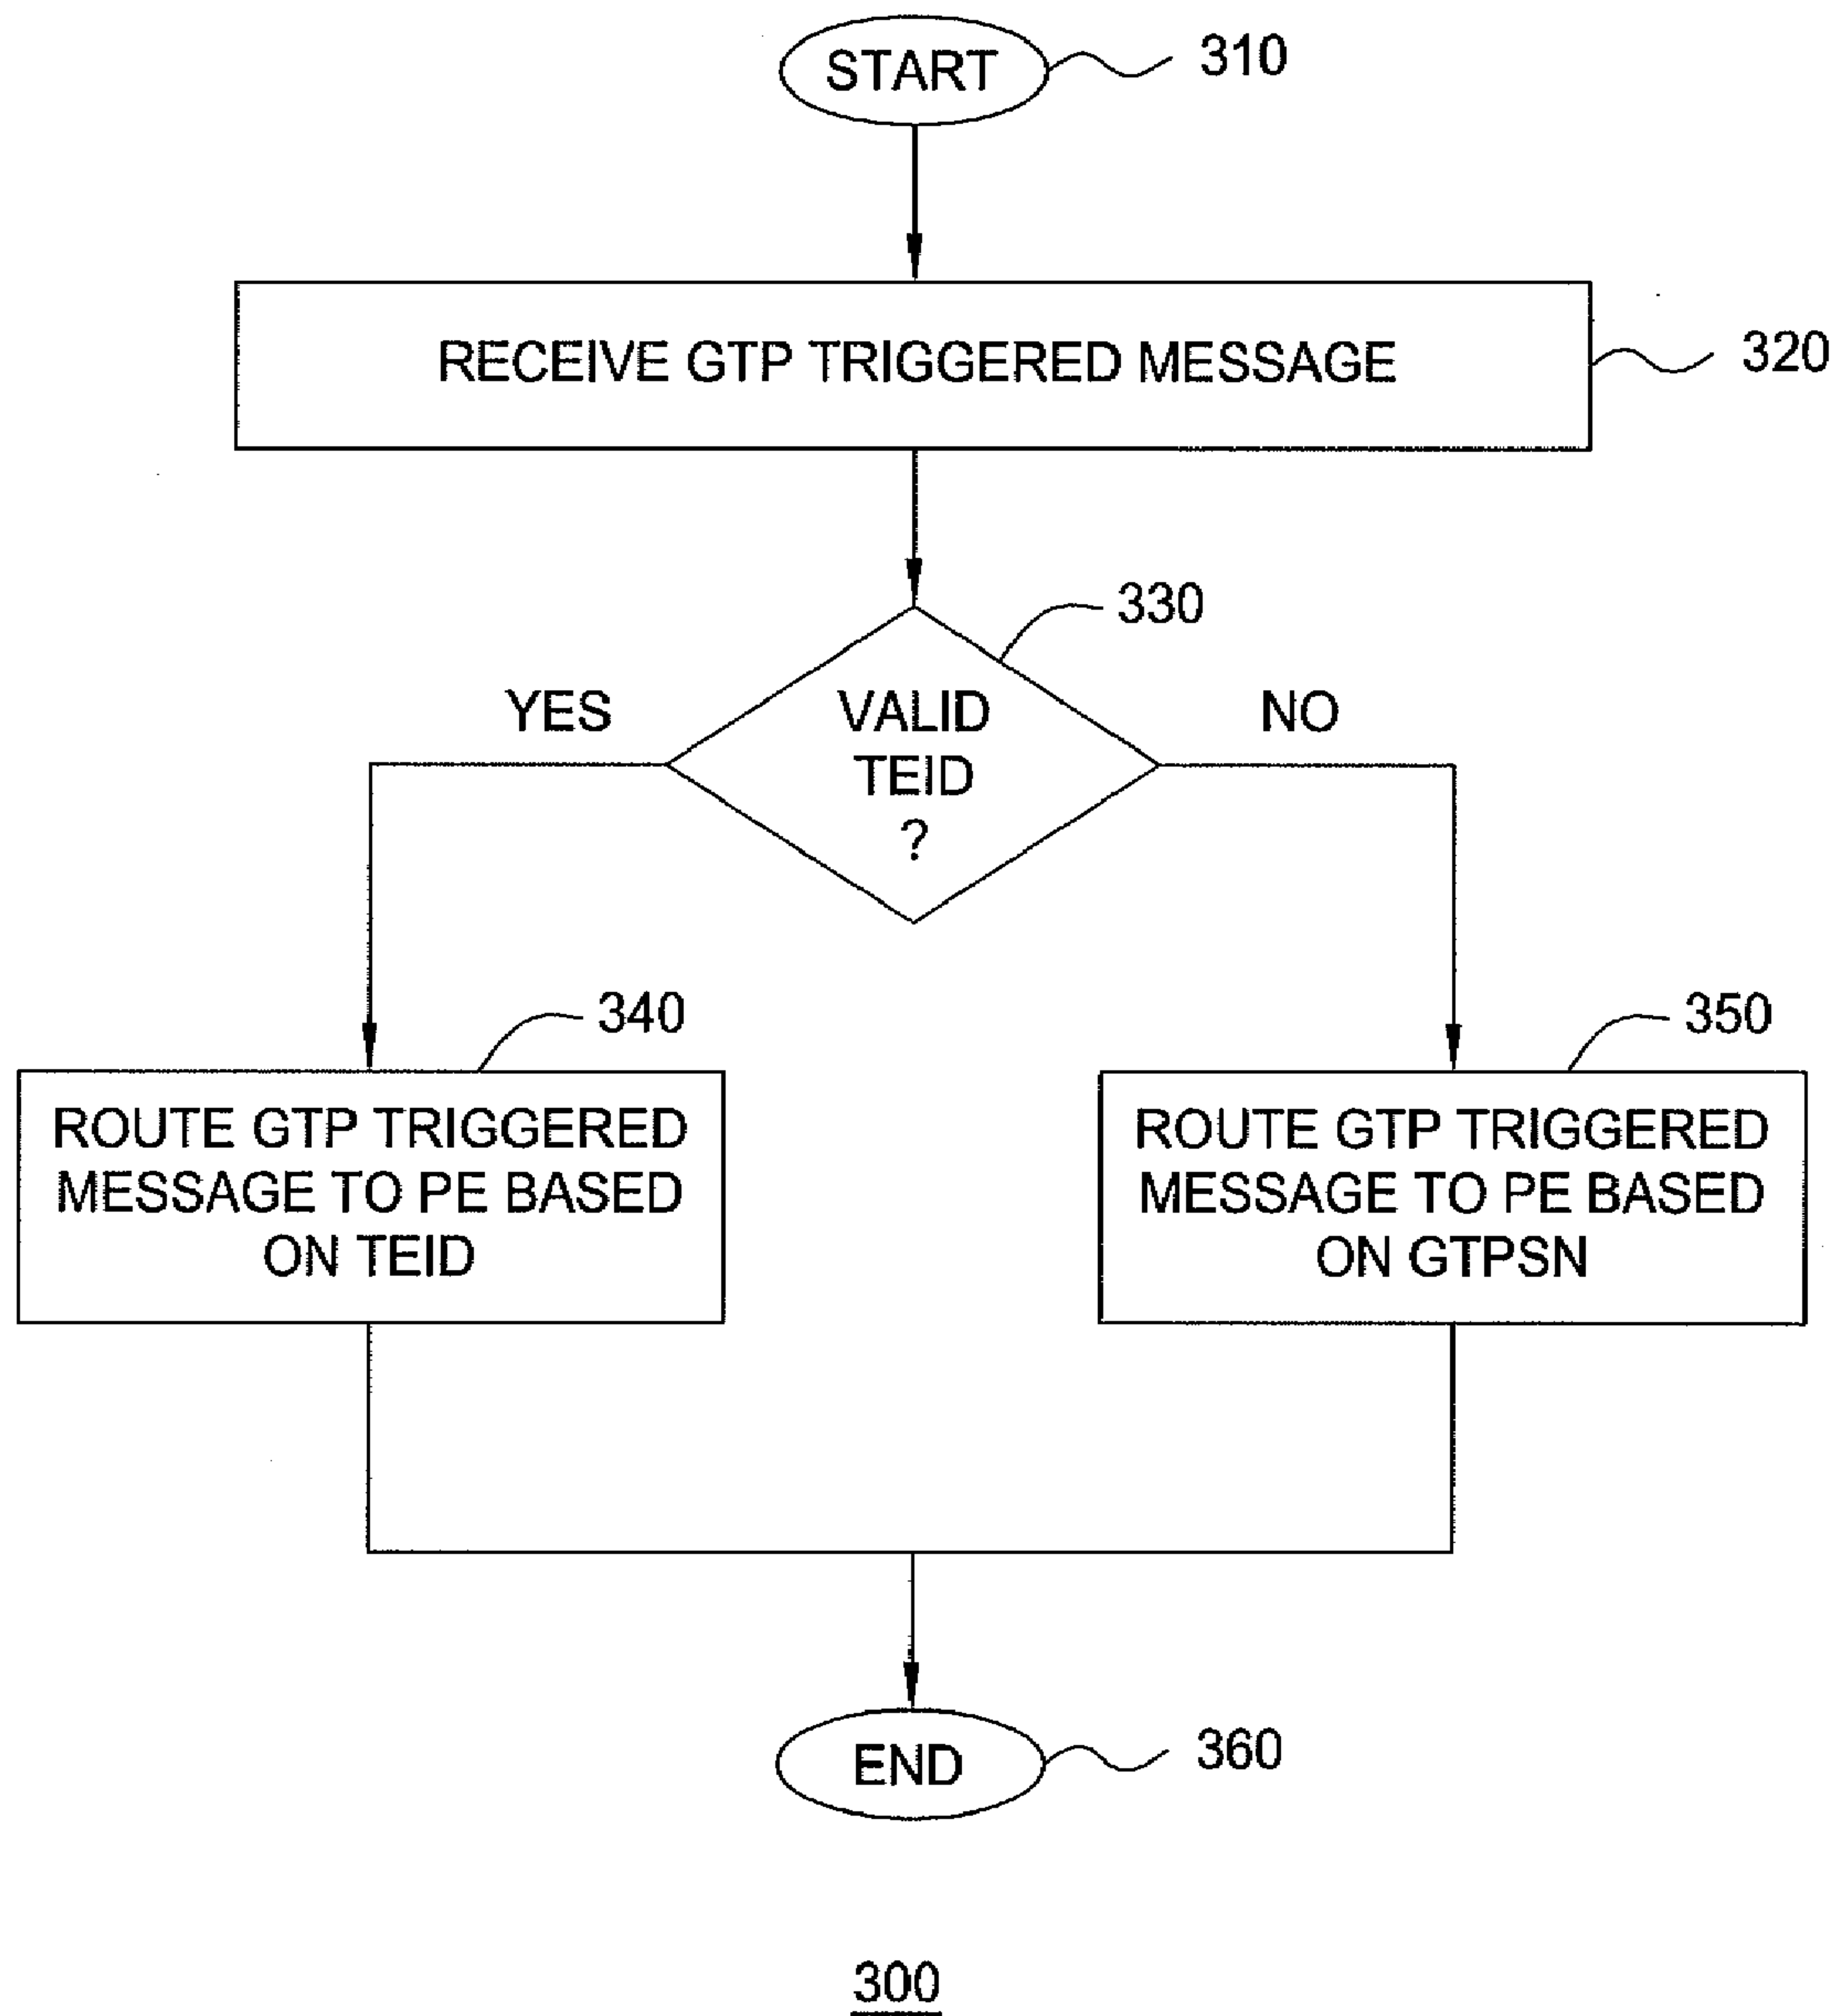 START
310
RECEIVE GTP TRIGGERED MESSAGE
320
330
YES
VALID
TEID
?
NO
340
ROUTE GTP TRIGGERED
MESSAGE TO PE BASED
ON TEID
350
ROUTE GTP TRIGGERED
MESSAGE TO PE BASED
ON GTPSN
END
360
300